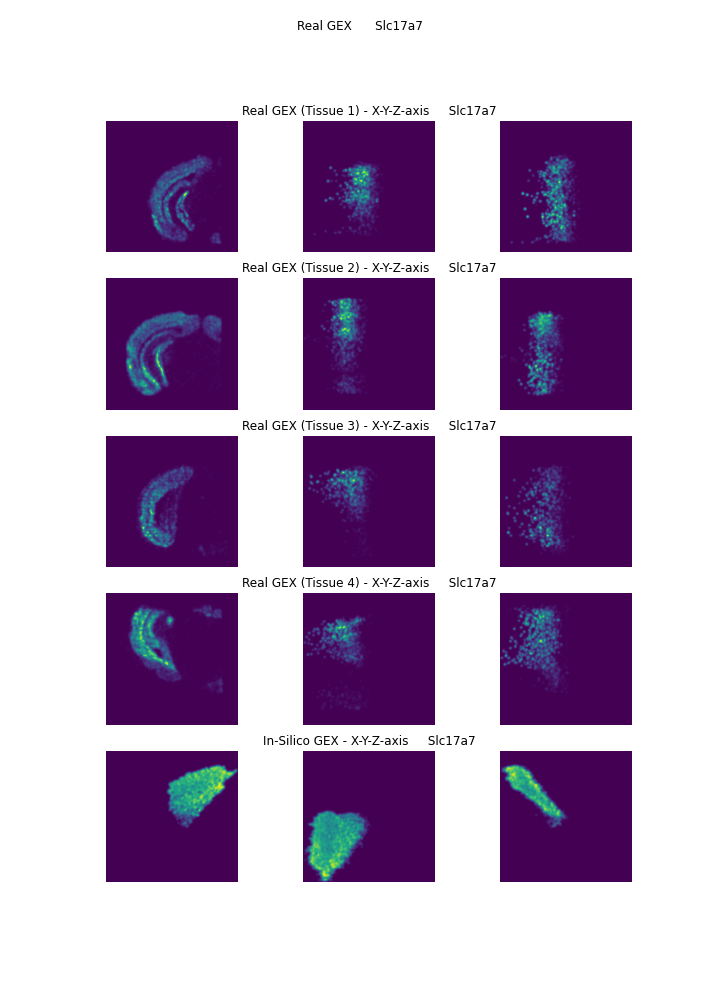 Real GEX Slc17a7
Real GEX (Tissue 1) - X-Y-Z-axis Slc17a7
Real GEX (Tissue 2) - X-Y-Z-axis Slc17a7
Real GEX (Tissue 3) - X-Y-Z-axis Slc17a7
Real GEX (Tissue 4) - X-Y-Z-axis Slc17a7
In-Silico GEX - X-Y-Z-axis Slc17a7